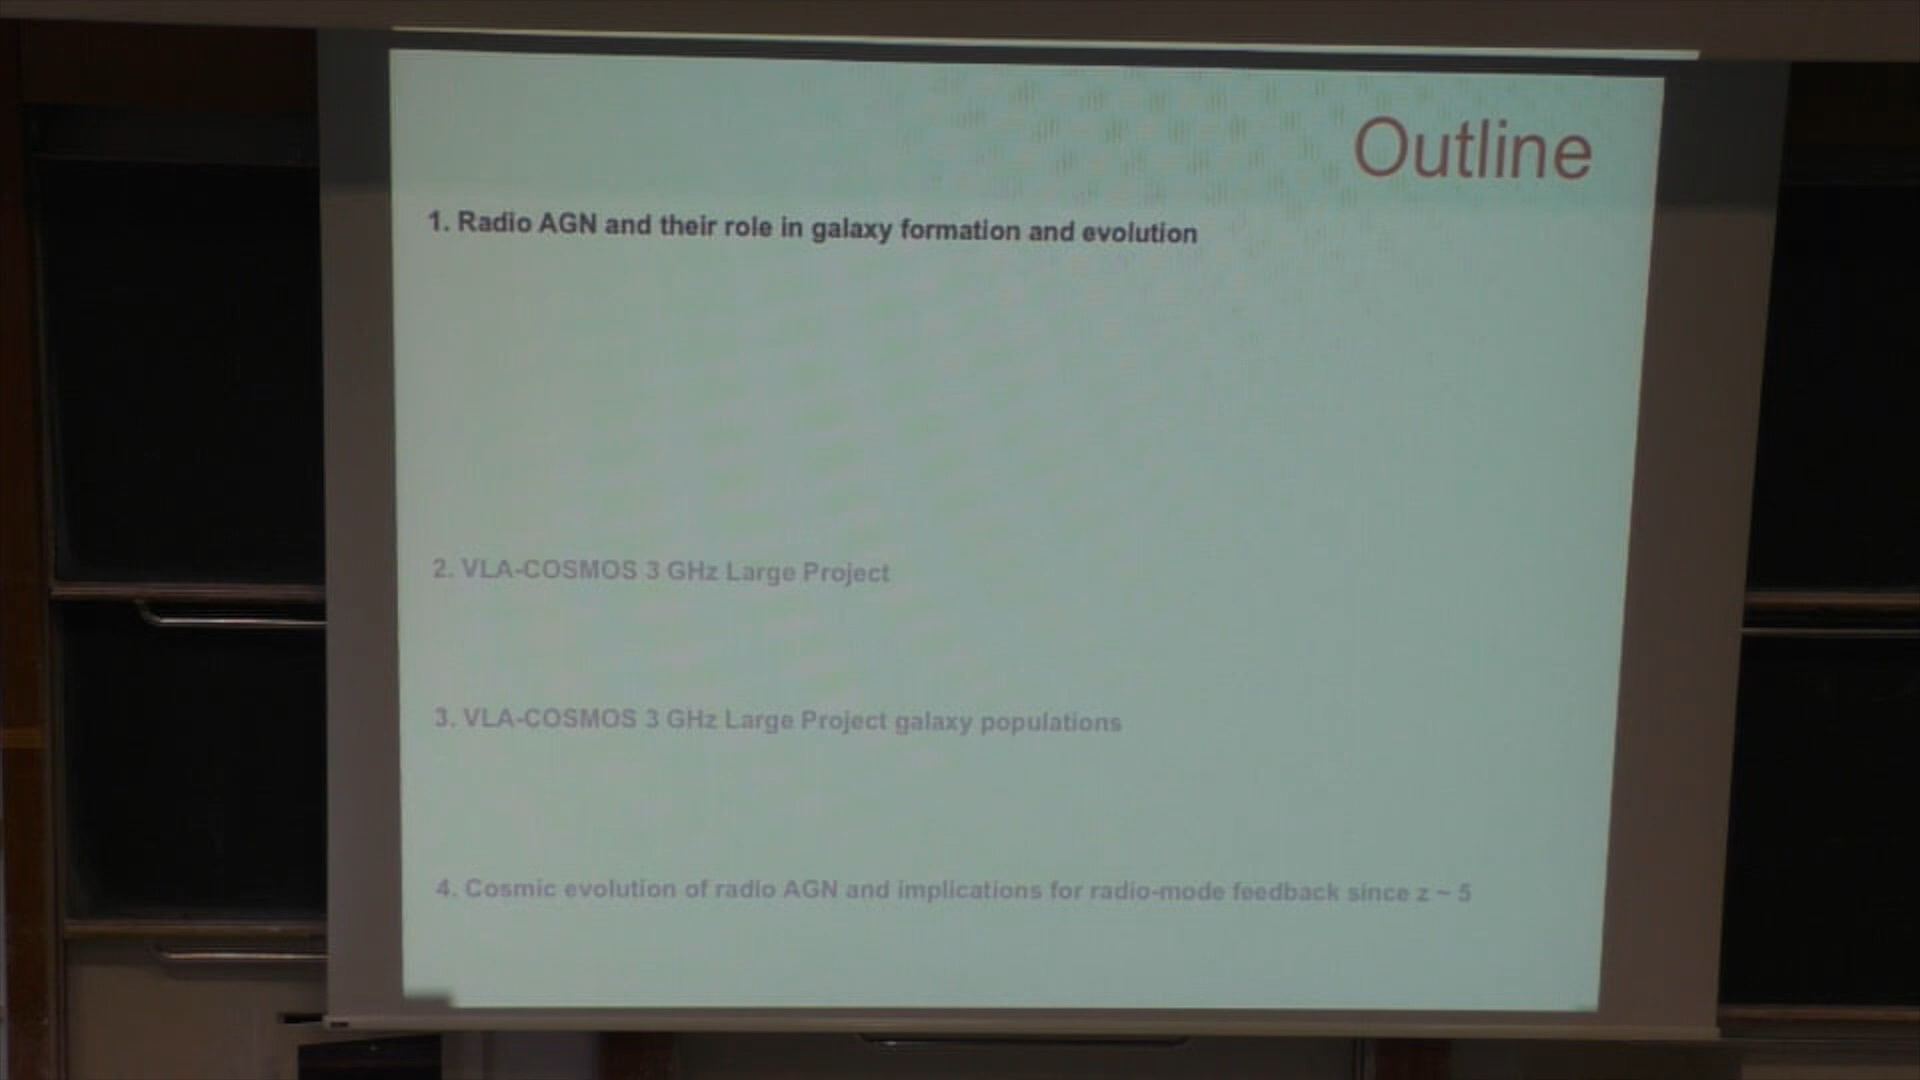 Outline
1. Radio AGN and their role in galaxy formation and evolution
2. VLA-COSMOS 3 GHz Large Project
3. VLA-COSMOS 3 GHz Large Project galaxy populations
4. Cosmic evolution of radio AGN and implications for radio-mode feedback since z ~ 5